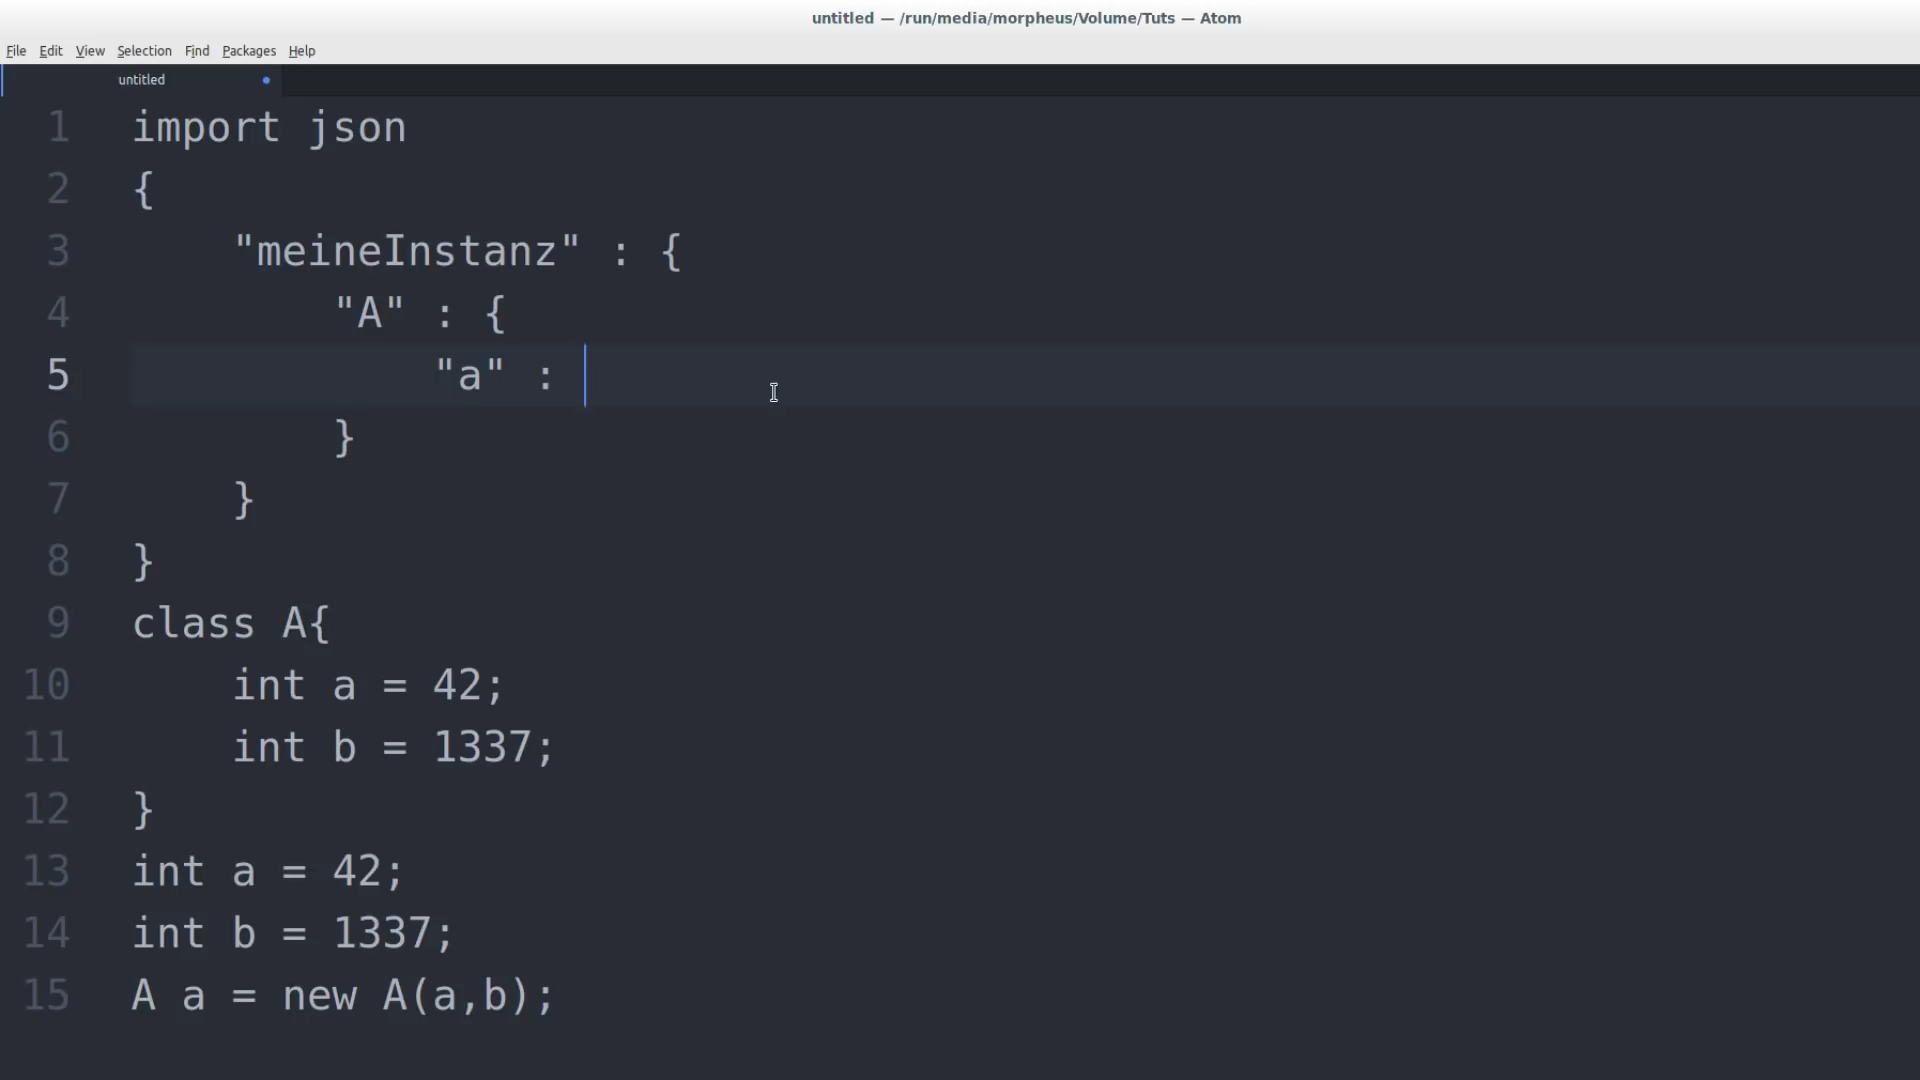 untitled — /run/media/morpheus/Volume/Tuts — Atom
File Edit View Selection Find Packages Help
untitled
1 import json
2 {
3     "meineInstanz" : {
4         "A" : {
5             "a" :
6         }
7     }
8 }
9 class A{
10     int a = 42;
11     int b = 1337;
12 }
13 int a = 42;
14 int b = 1337;
15 A a = new A(a,b);